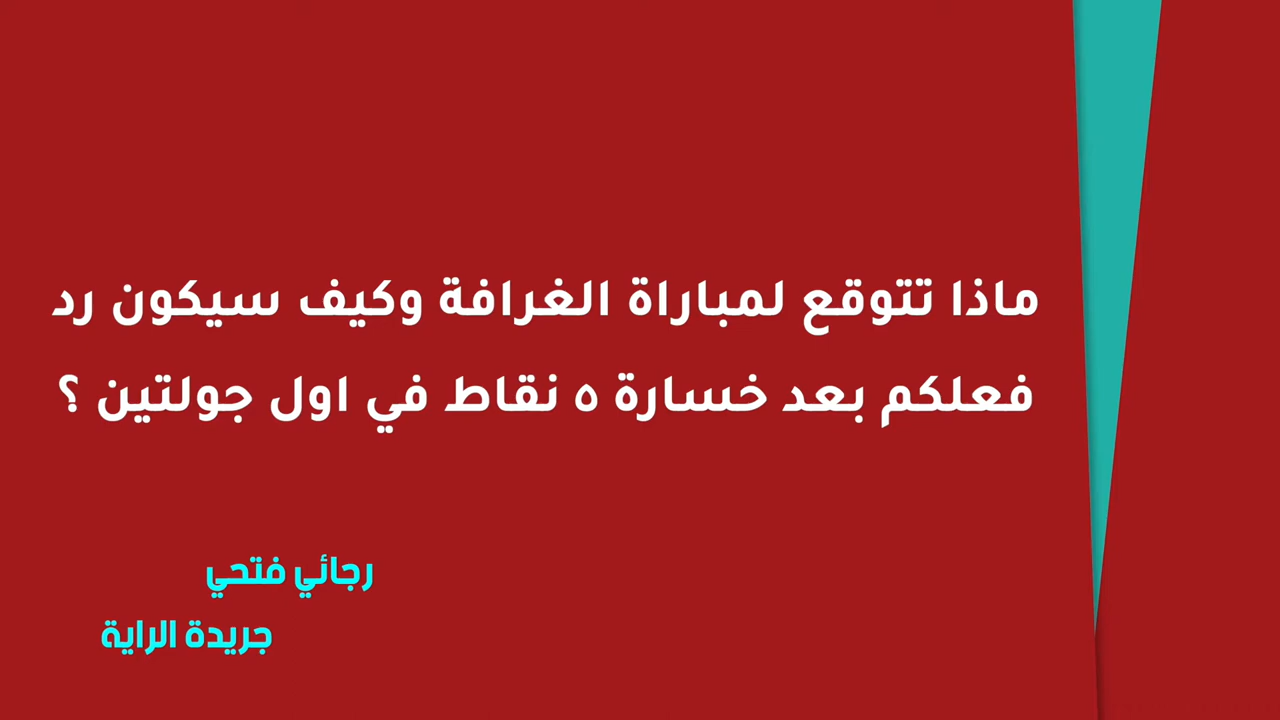 ماذا تتوقع لمباراة الغرافة وكيف سيكون رد
فعلكم بعد خسارة ٥ نقاط في اول جولتين ؟
رجائي فتحي
جريدة الراية